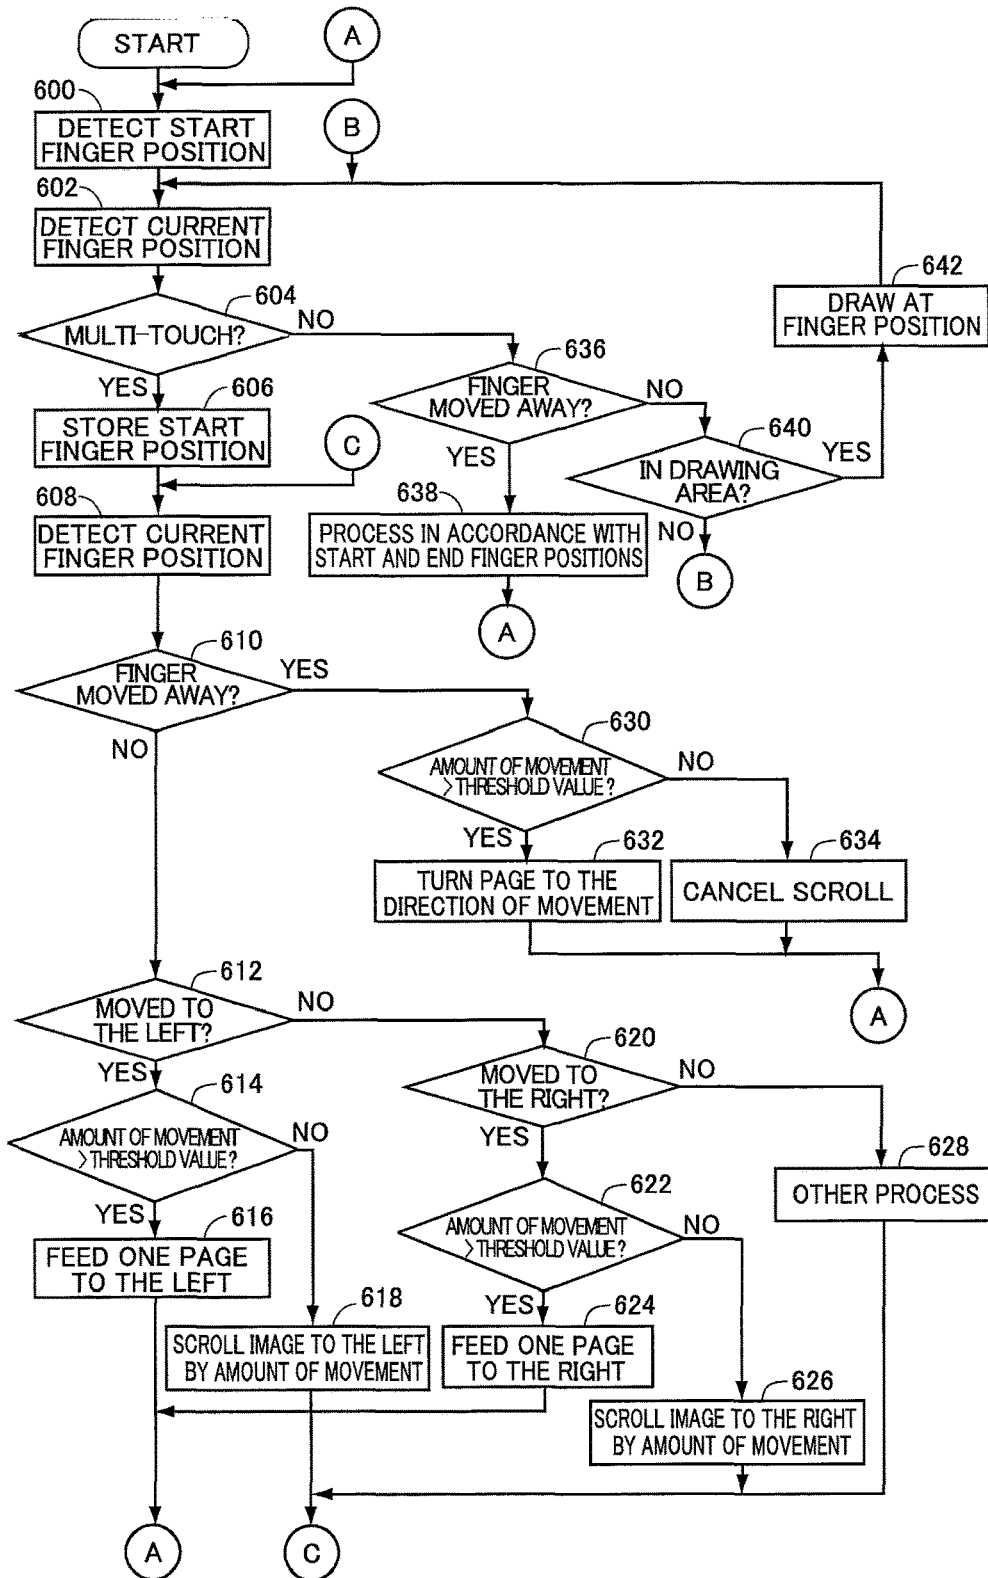 START
A
600
DETECT START
FINGER POSITION
B
602
DETECT CURRENT
FINGER POSITION
642
DRAW AT
FINGER POSITION
604
MULTI-TOUCH?
NO
YES
636
FINGER
MOVED AWAY?
NO
YES
606
STORE START
FINGER POSITION
C
640
IN DRAWING
AREA?
YES
NO
B
608
DETECT CURRENT
FINGER POSITION
638
PROCESS IN ACCORDANCE WITH
START AND END FINGER POSITIONS
A
610
FINGER
MOVED AWAY?
YES
NO
630
AMOUNT OF MOVEMENT
>THRESHOLD VALUE?
NO
YES
632
TURN PAGE TO THE
DIRECTION OF MOVEMENT
634
CANCEL SCROLL
A
612
MOVED TO
THE LEFT?
NO
YES
620
MOVED TO
THE RIGHT?
NO
YES
614
AMOUNT OF MOVEMENT
>THRESHOLD VALUE?
NO
YES
628
OTHER PROCESS
622
AMOUNT OF MOVEMENT
>THRESHOLD VALUE?
NO
YES
616
FEED ONE PAGE
TO THE LEFT
618
SCROLL IMAGE TO THE LEFT
BY AMOUNT OF MOVEMENT
624
FEED ONE PAGE
TO THE RIGHT
626
SCROLL IMAGE TO THE RIGHT
BY AMOUNT OF MOVEMENT
A
C